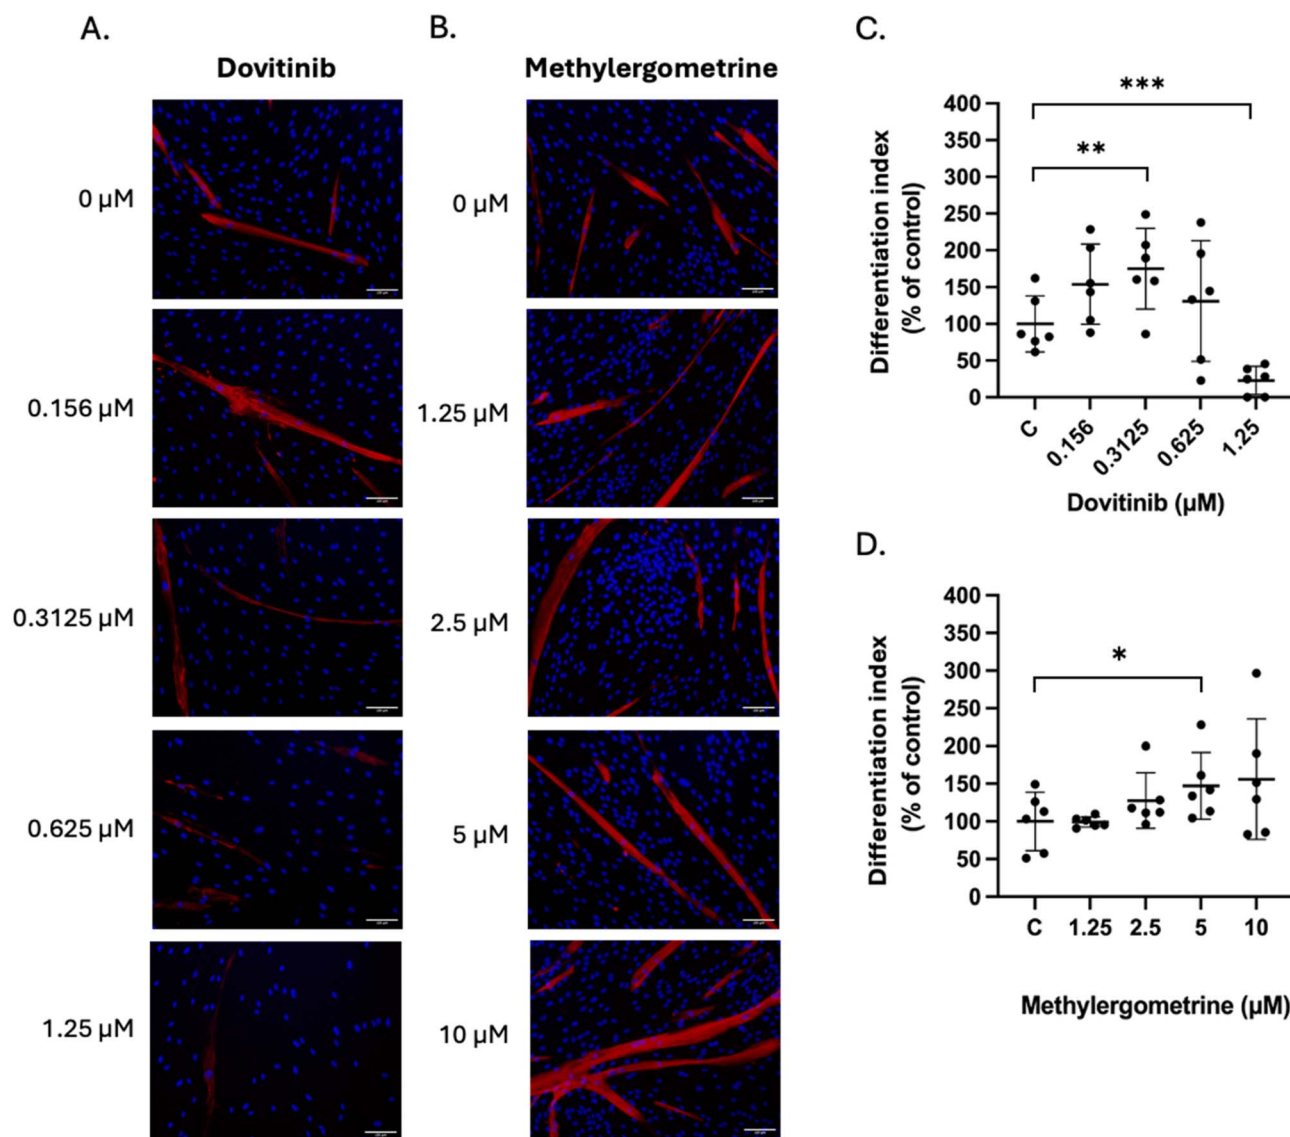 A.
Dovitinib
0 µM
0.156 µM
0.3125 µM
0.625 µM
1.25 µM
B.
Methylergometrine
0 µM
1.25 µM
2.5 µM
5 µM
10 µM
C.
Differentiation index
(% of control)
400
350
300
250
200
150
100
50
0
***
**
C
0.156
0.3125
0.625
1.25
Dovitinib (µM)
D.
Differentiation index
(% of control)
400
350
300
250
200
150
100
50
0
*
C
1.25
2.5
5
10
Methylergometrine (µM)